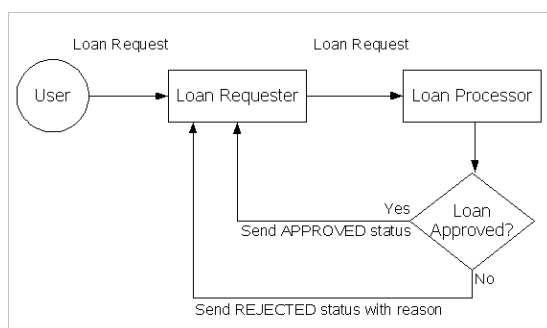 Loan Request
Loan Request
User
Loan Requester
Loan Processor
Loan
Approved?
Yes
Send APPROVED status
No
Send REJECTED status with reason